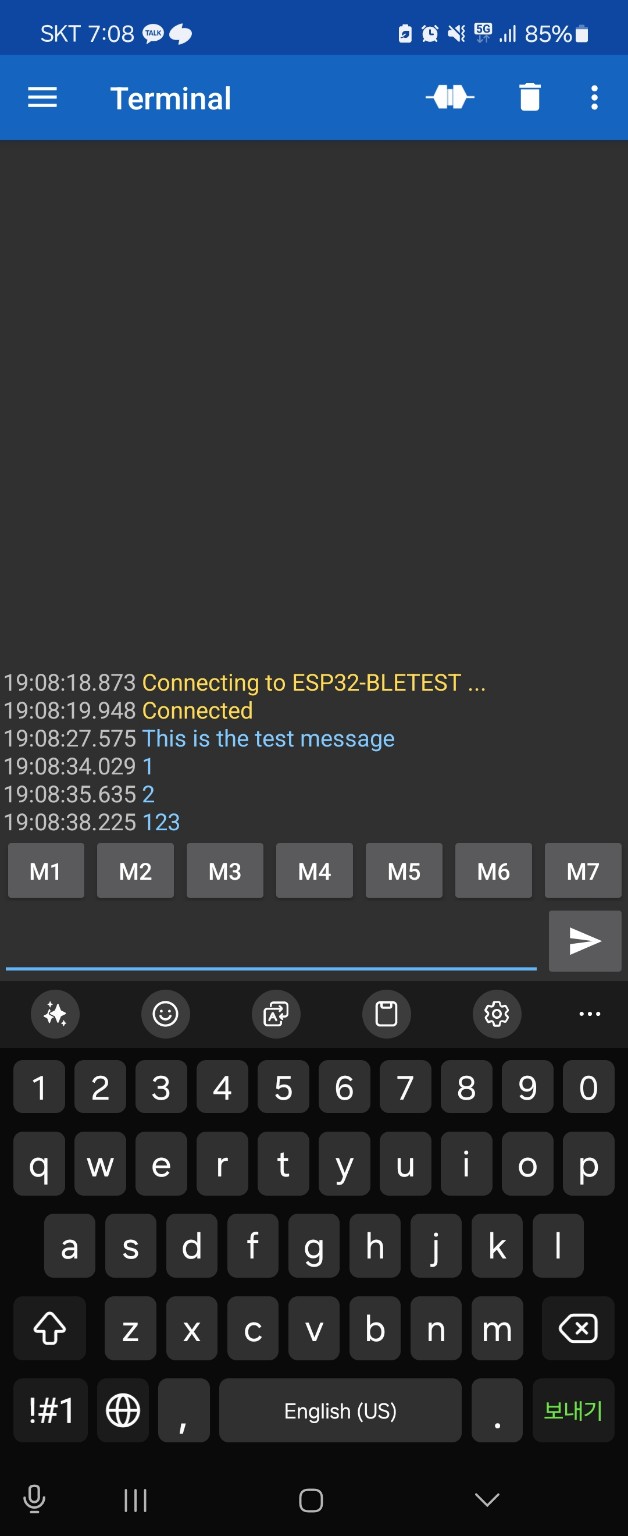 SKT 7:08 TALK 5G 85%
Terminal
19:08:18.873 Connecting to ESP32-BLETEST ...
19:08:19.948 Connected
19:08:27.575 This is the test message
19:08:34.029 1
19:08:35.635 2
19:08:38.225 123
M1 M2 M3 M4 M5 M6 M7
1 2 3 4 5 6 7 8 9 0
q w e r t y u i o p
a s d f g h j k l
z x c v b n m
!#1 , English (US) . 보내기